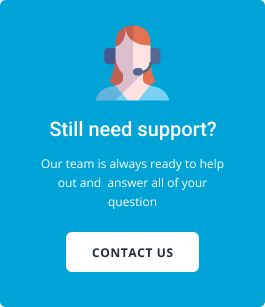 Still need support?
Our team is always ready to help
out and  answer all of your
question
CONTACT US